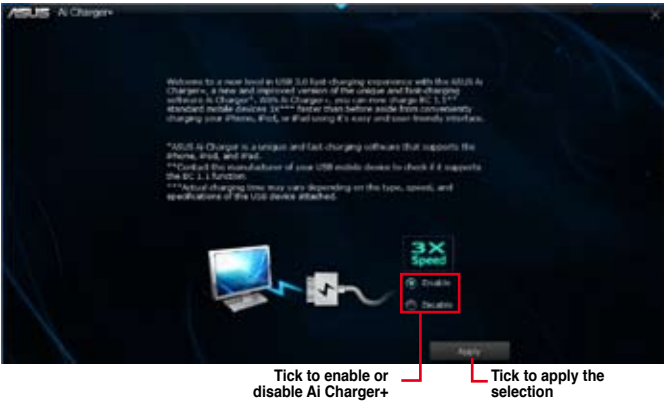 ASUS Ai Charger+
Welcome to a new level in USB 3.0 fast-charging experience with the ASUS Ai
Charger+, a new and improved version of the unique and fast-charging
software Ai Charger*. With Ai Charger+, you can now charge BC 1.1**
standard mobile devices 3X*** faster than before aside from conveniently
charging your iPhone, iPod, or iPad using it's easy and user-friendly interface.
*ASUS Ai Charger is a unique and fast-charging software that supports the
iPhone, iPod, and iPad.
**Contact the manufacturer of your USB mobile device to check if it supports
the BC 1.1 function.
***Actual charging time may vary depending on the type, speed, and
specifications of the USB device attached.
3X
Speed
Enable
Disable
Apply
Tick to enable or
disable Ai Charger+
Tick to apply the
selection